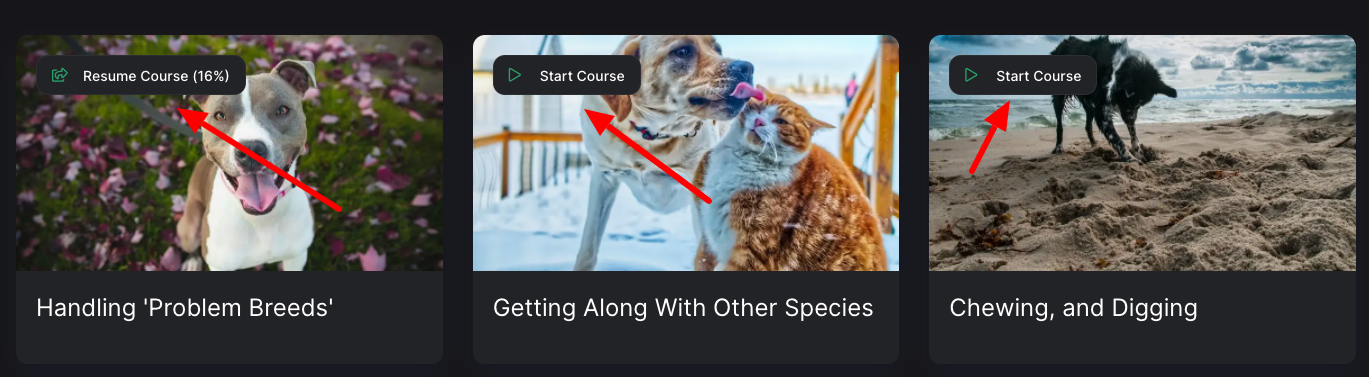 Resume Course (16%)
Start Course
Start Course
Handling 'Problem Breeds'
Getting Along With Other Species
Chewing, and Digging